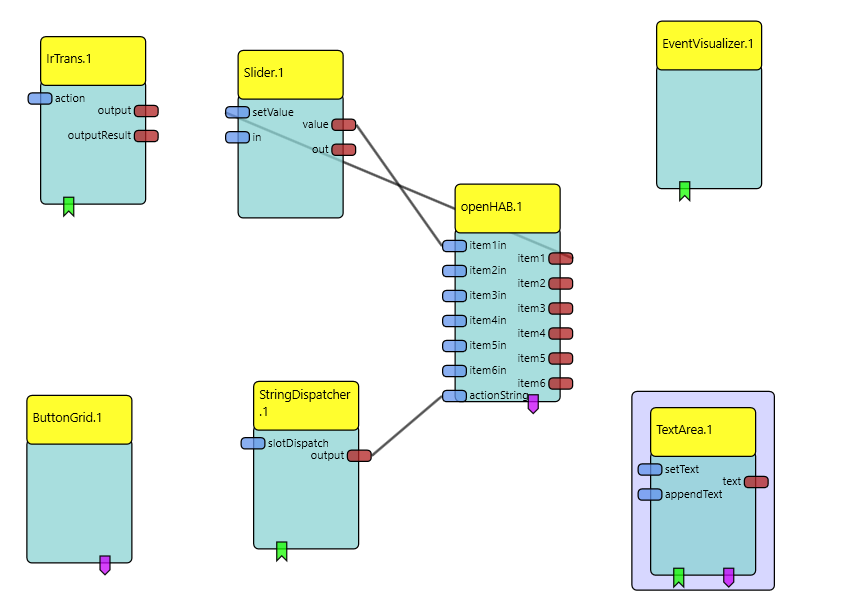 IrTrans.1
action
output
outputResult
Slider.1
setValue
value
in
out
EventVisualizer.1
openHAB.1
item1in
item1
item2in
item2
item3in
item3
item4in
item4
item5in
item5
item6in
item6
actionString
ButtonGrid.1
StringDispatcher
.1
slotDispatch
output
TextArea.1
setText
text
appendText